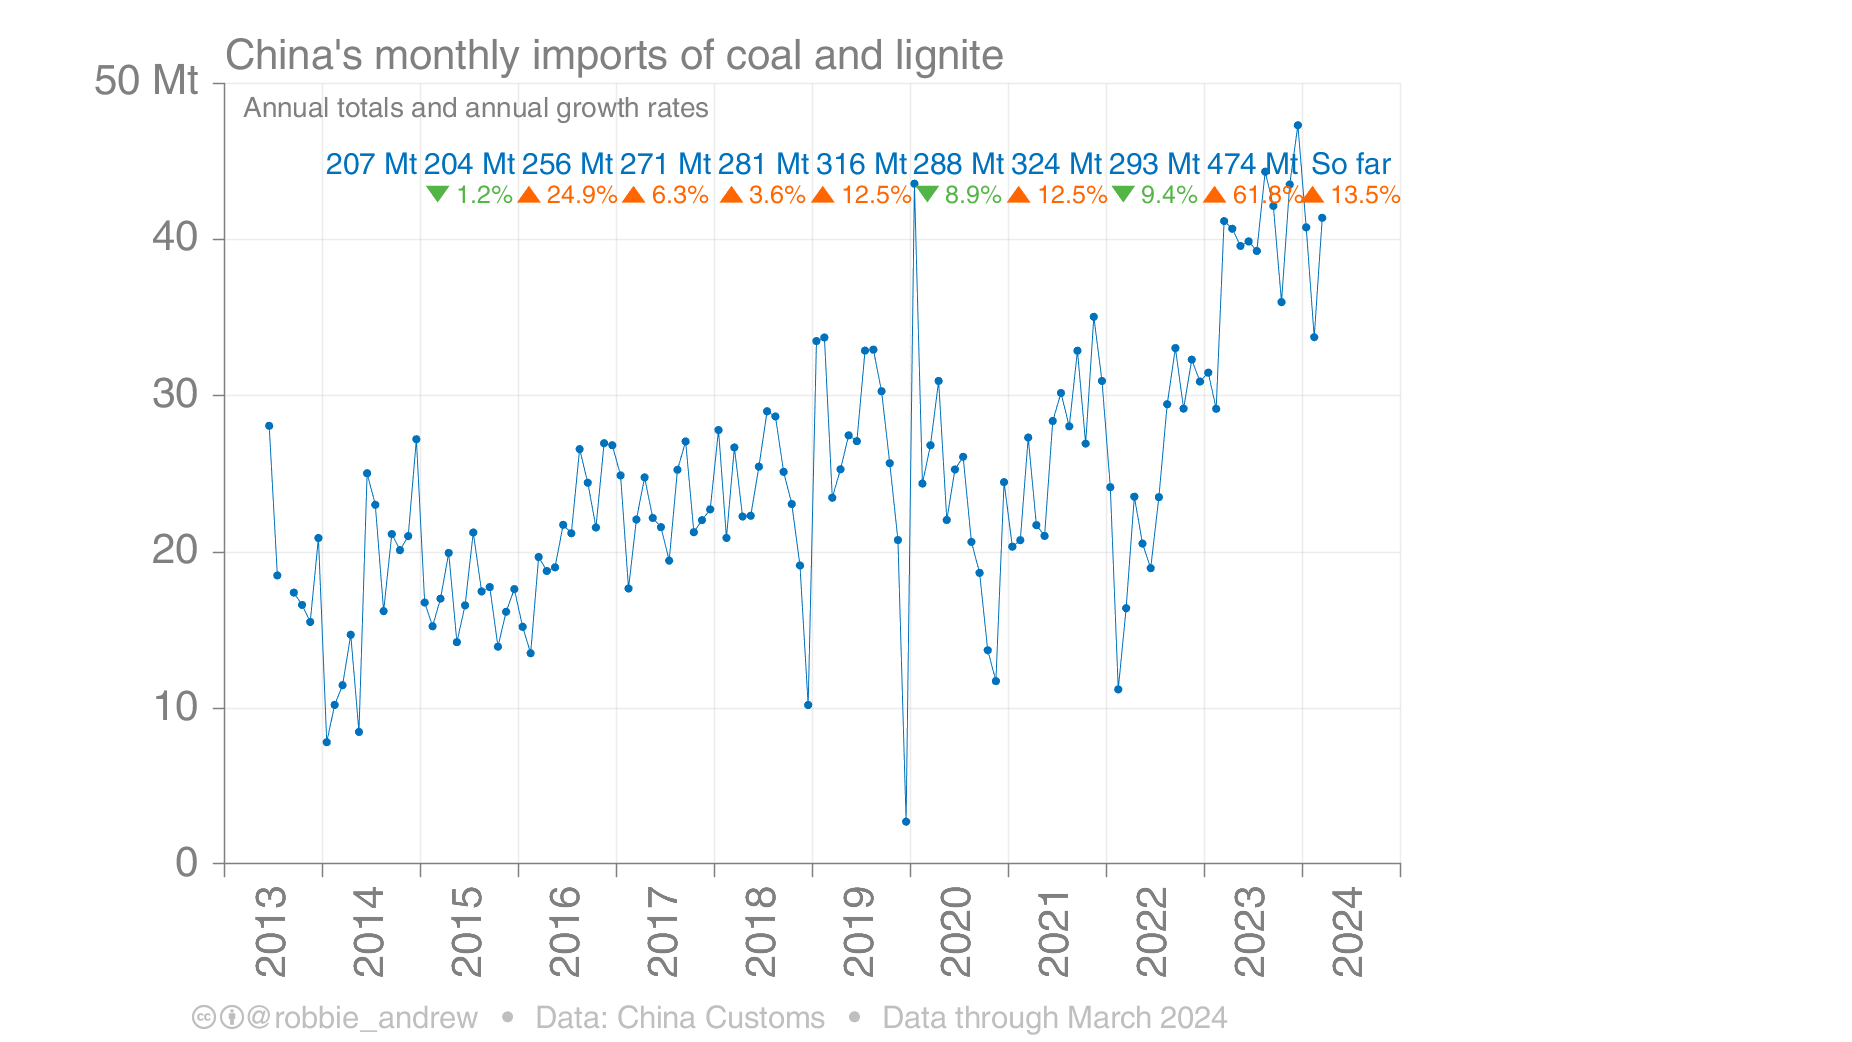 China's monthly imports of coal and lignite
50 Mt
Annual totals and annual growth rates
207 Mt 204 Mt 256 Mt 271 Mt 281 Mt 316 Mt 288 Mt 324 Mt 293 Mt 474 Mt So far
▼ 1.2% ▲ 24.9% ▲ 6.3% ▲ 3.6% ▲ 12.5% ▼ 8.9% ▲ 12.5% ▼ 9.4% ▲ 61.8% ▲ 13.5%
40
30
20
10
0
2013 2014 2015 2016 2017 2018 2019 2020 2021 2022 2023 2024
@robbie_andrew • Data: China Customs • Data through March 2024